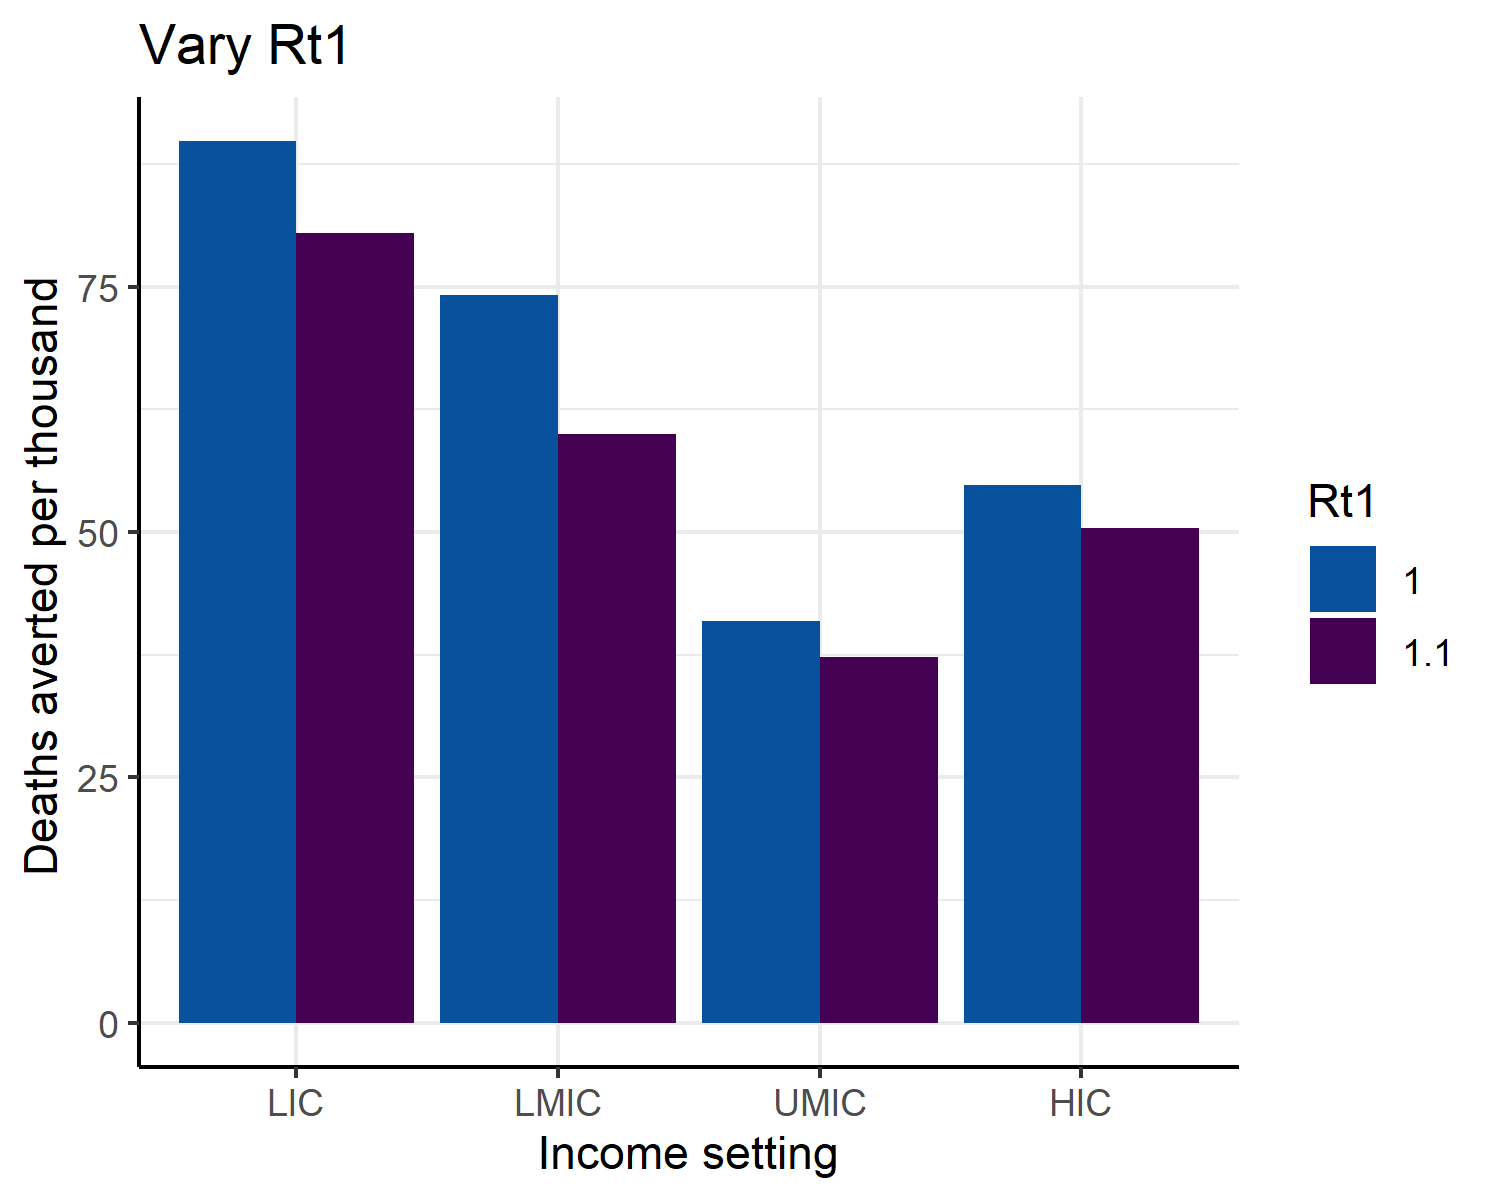 Vary Rt1
Deaths averted per thousand
75
50
25
0
LIC LMIC UMIC HIC
Income setting
Rt1
1
1.1